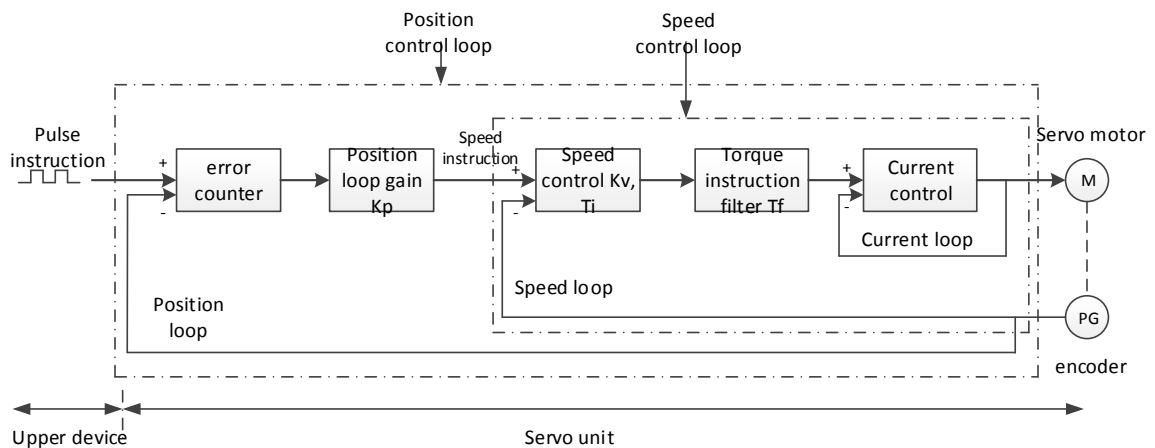 Position
control loop
Speed
control loop
Pulse
instruction
+
-
error
counter
Position
loop gain
Kp
Speed
instruction
+
-
Speed
control Kv,
Ti
Torque
instruction
filter Tf
+
-
Current
control
Servo motor
M
Current loop
Speed loop
Position
loop
PG
encoder
Upper device
Servo unit